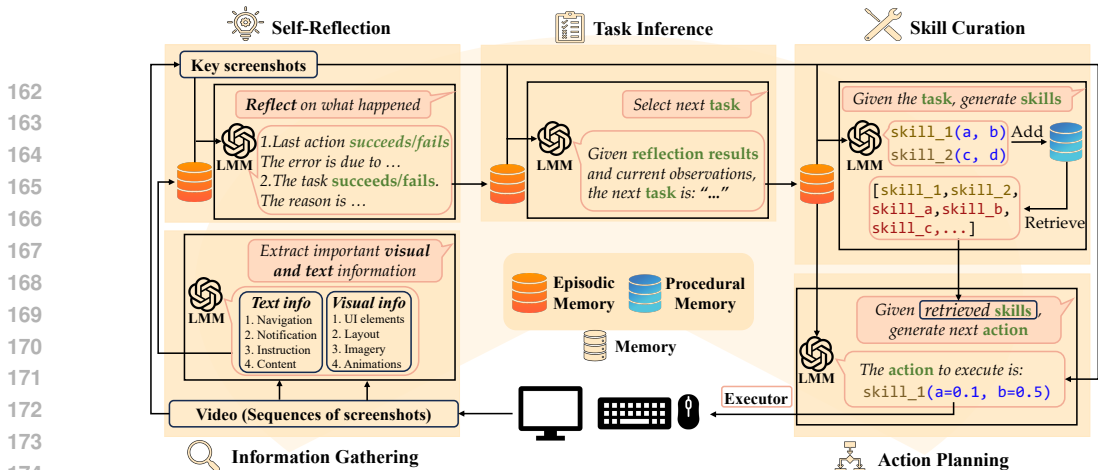 162
163
164
165
166
167
168
169
170
171
172
173
Self-Reflection
Task Inference
Skill Curation
Key screenshots
Reflect on what happened
LMM
1.Last action succeeds/fails
The error is due to …
2.The task succeeds/fails.
The reason is …
Select next task
LMM
Given reflection results
and current observations,
the next task is: “...”
Given the task, generate skills
LMM
skill_1(a, b)
skill_2(c, d)
Add
[skill_1,skill_2,
skill_a,skill_b,
skill_c,...]
Retrieve
Extract important visual
and text information
LMM
Text info
1. Navigation
2. Notification
3. Instruction
4. Content
Visual info
1. UI elements
2. Layout
3. Imagery
4. Animations
Episodic
Memory
Procedural
Memory
Memory
Given retrieved skills,
generate next action
LMM
The action to execute is:
skill_1(a=0.1, b=0.5)
Executor
Video (Sequences of screenshots)
Information Gathering
Action Planning